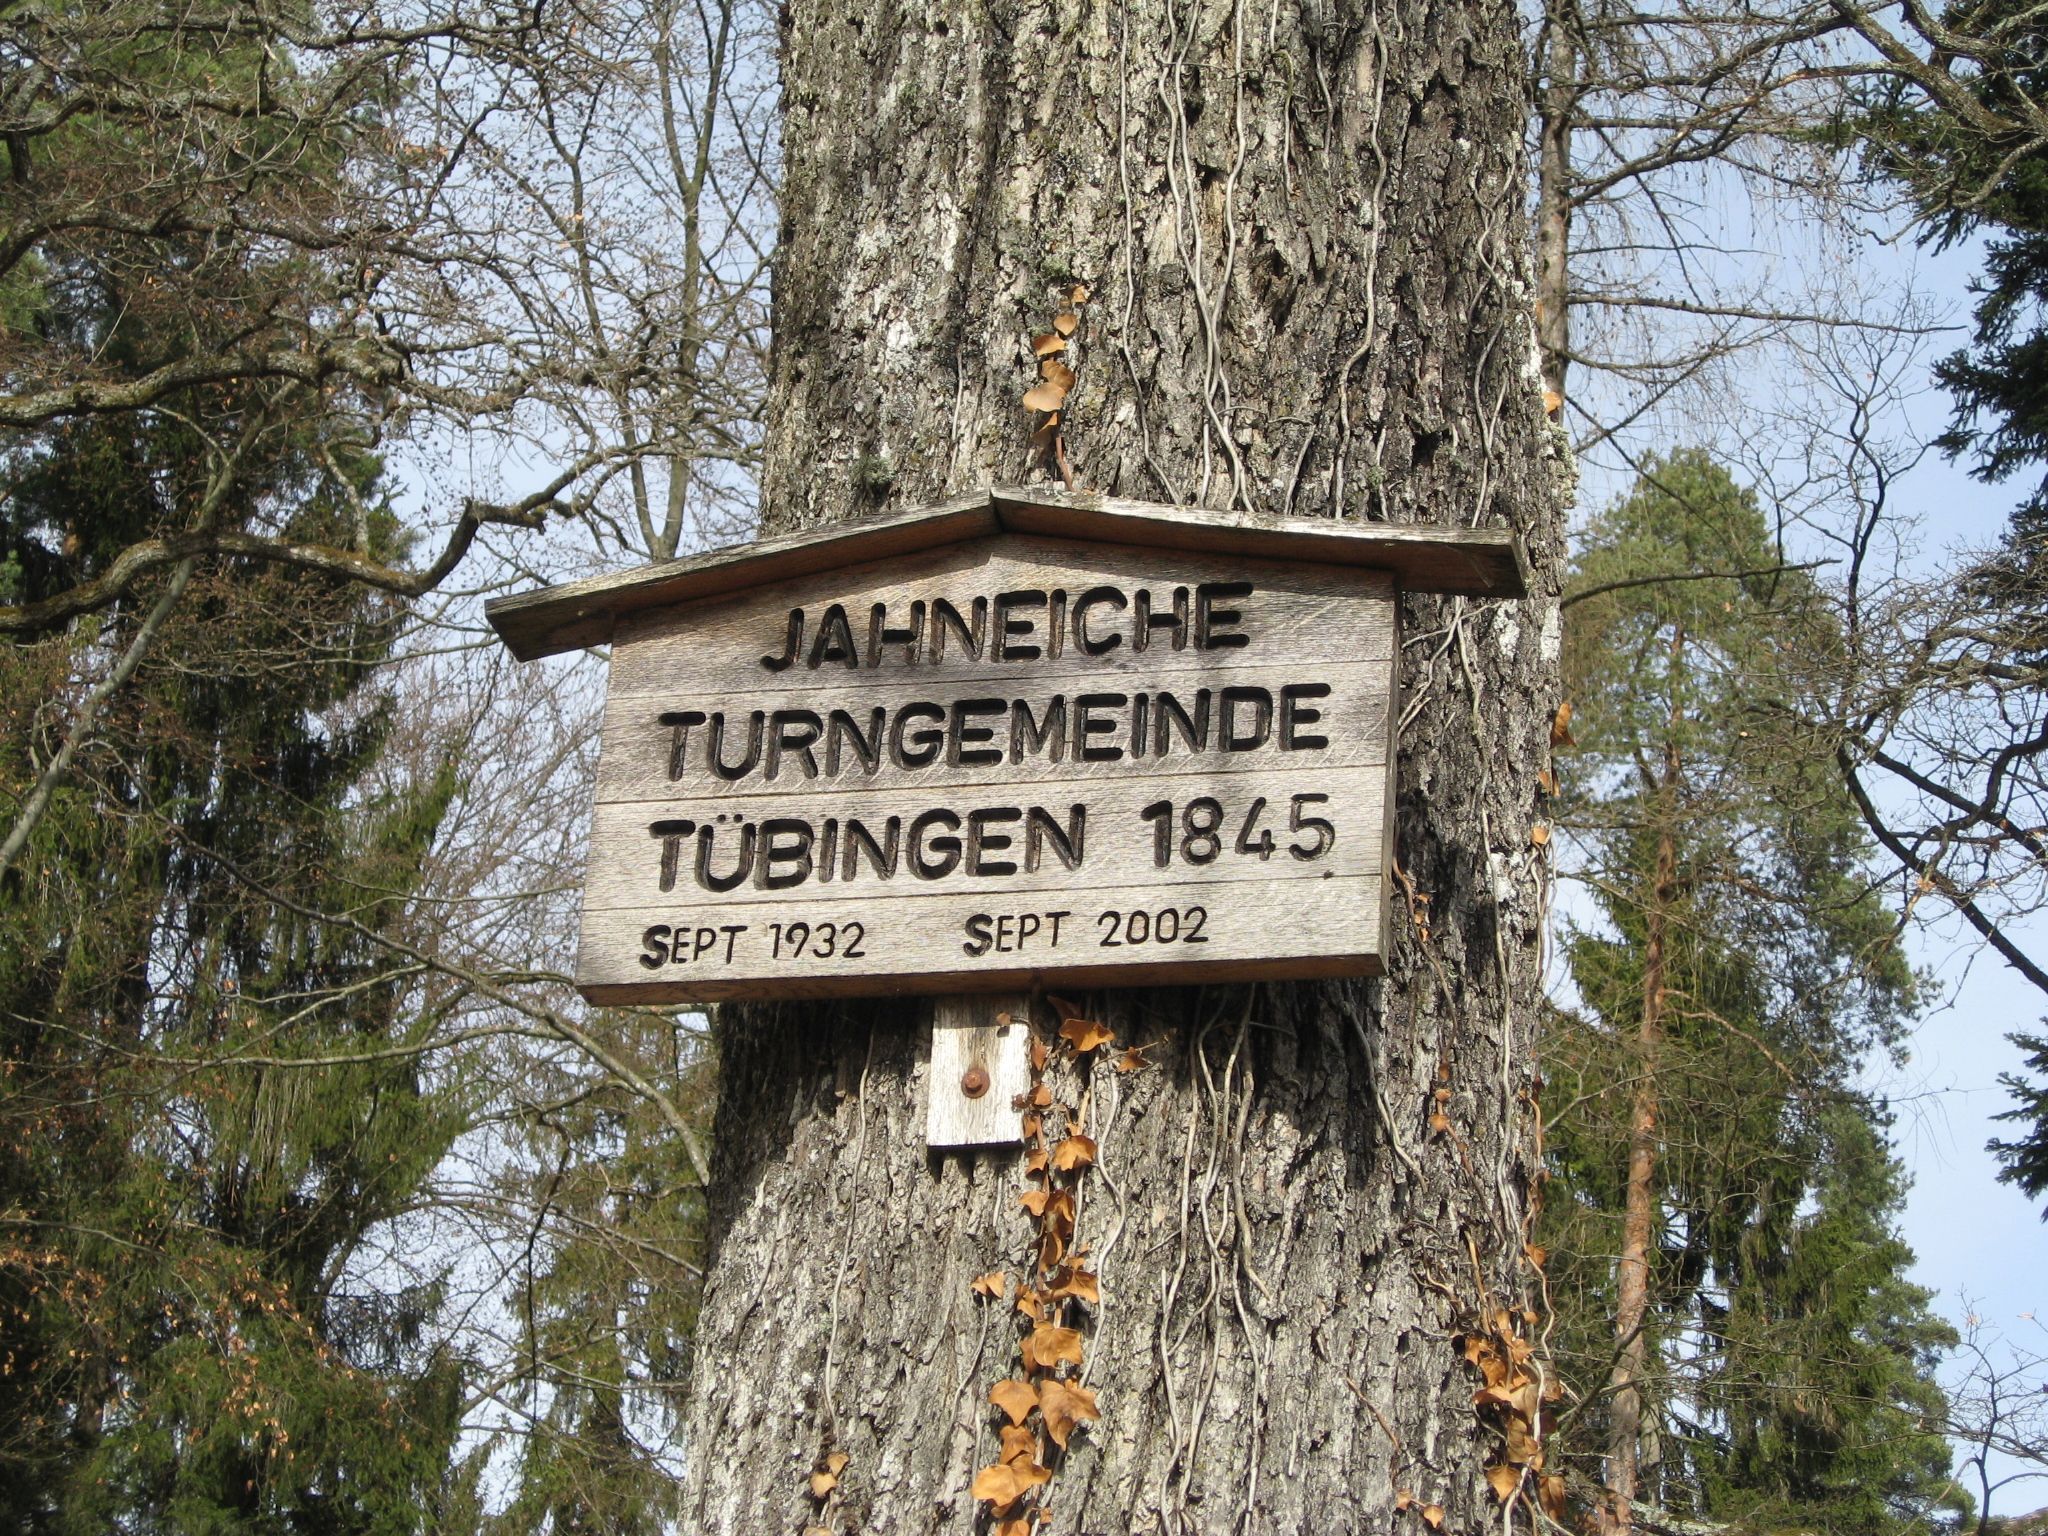 JAHNEICHE
TURNGEMEINDE
TÜBINGEN 1845
SEPT 1932 SEPT 2002